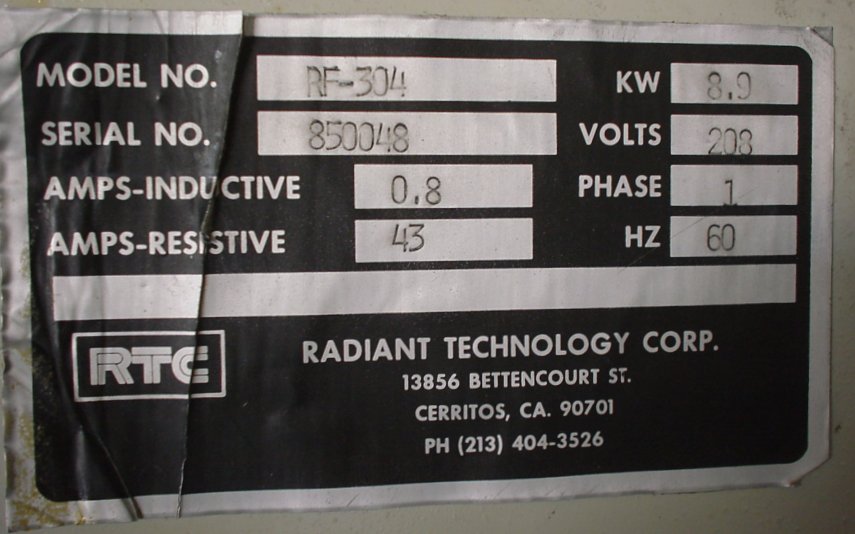 MODEL NO. RF-304 KW 8.9
SERIAL NO. 850048 VOLTS 208
AMPS-INDUCTIVE 0.8 PHASE 1
AMPS-RESISTIVE 43 HZ 60
RTC
RADIANT TECHNOLOGY CORP.
13856 BETTENCOURT ST.
CERRITOS, CA. 90701
PH (213) 404-3526